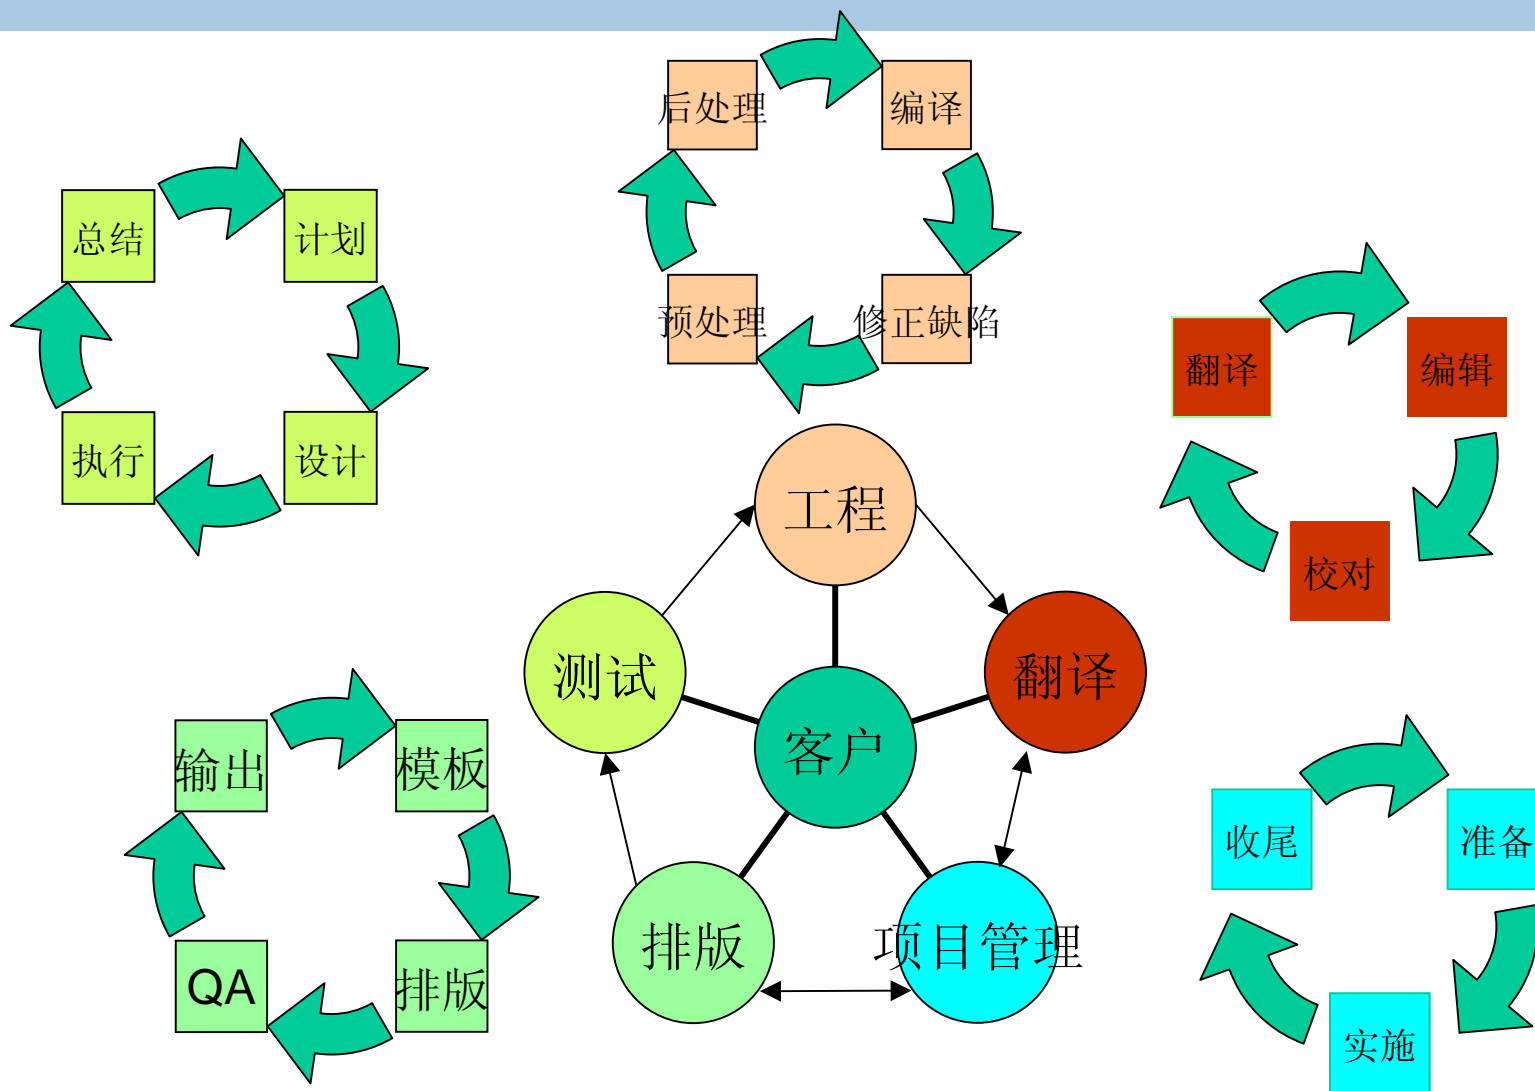 后处理
编译
预处理
修正缺陷
总结
计划
执行
设计
翻译
编辑
校对
工程
测试
翻译
客户
排版
项目管理
输出
模板
QA
排版
收尾
准备
实施